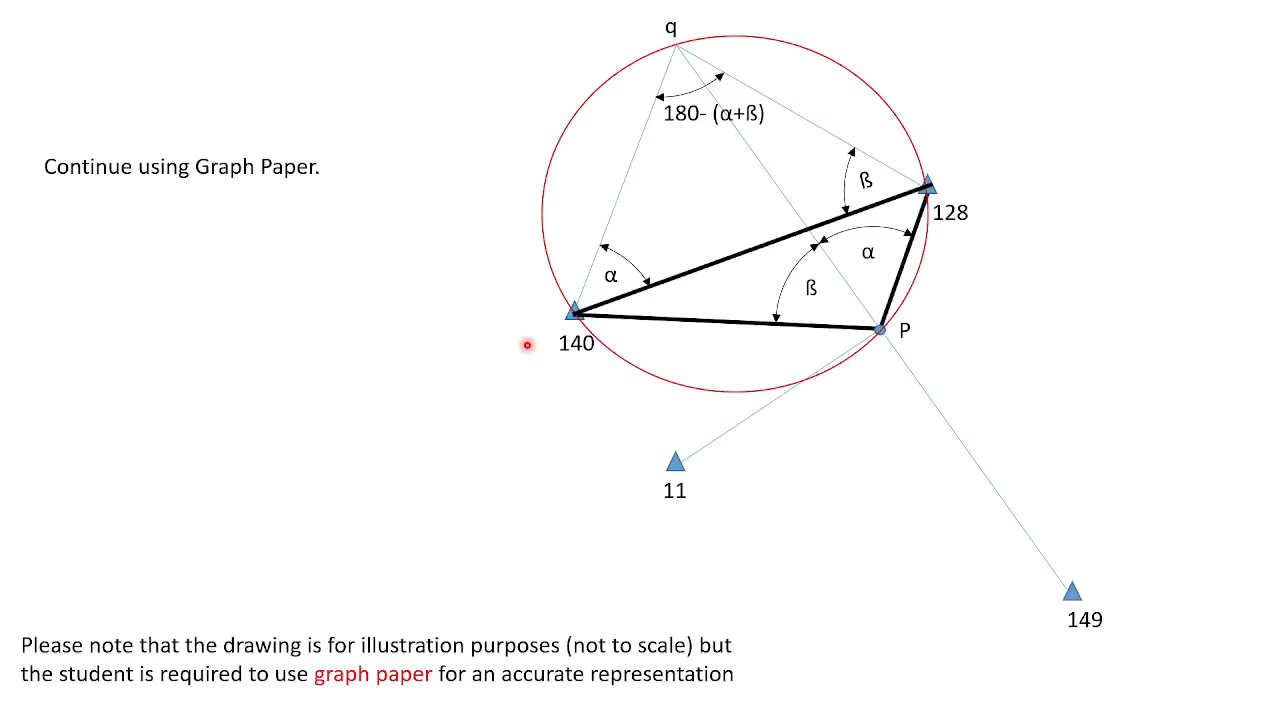 q
180- (α+ß)
Continue using Graph Paper.
ß
128
α
α
ß
P
140
11
149
Please note that the drawing is for illustration purposes (not to scale) but
the student is required to use graph paper for an accurate representation